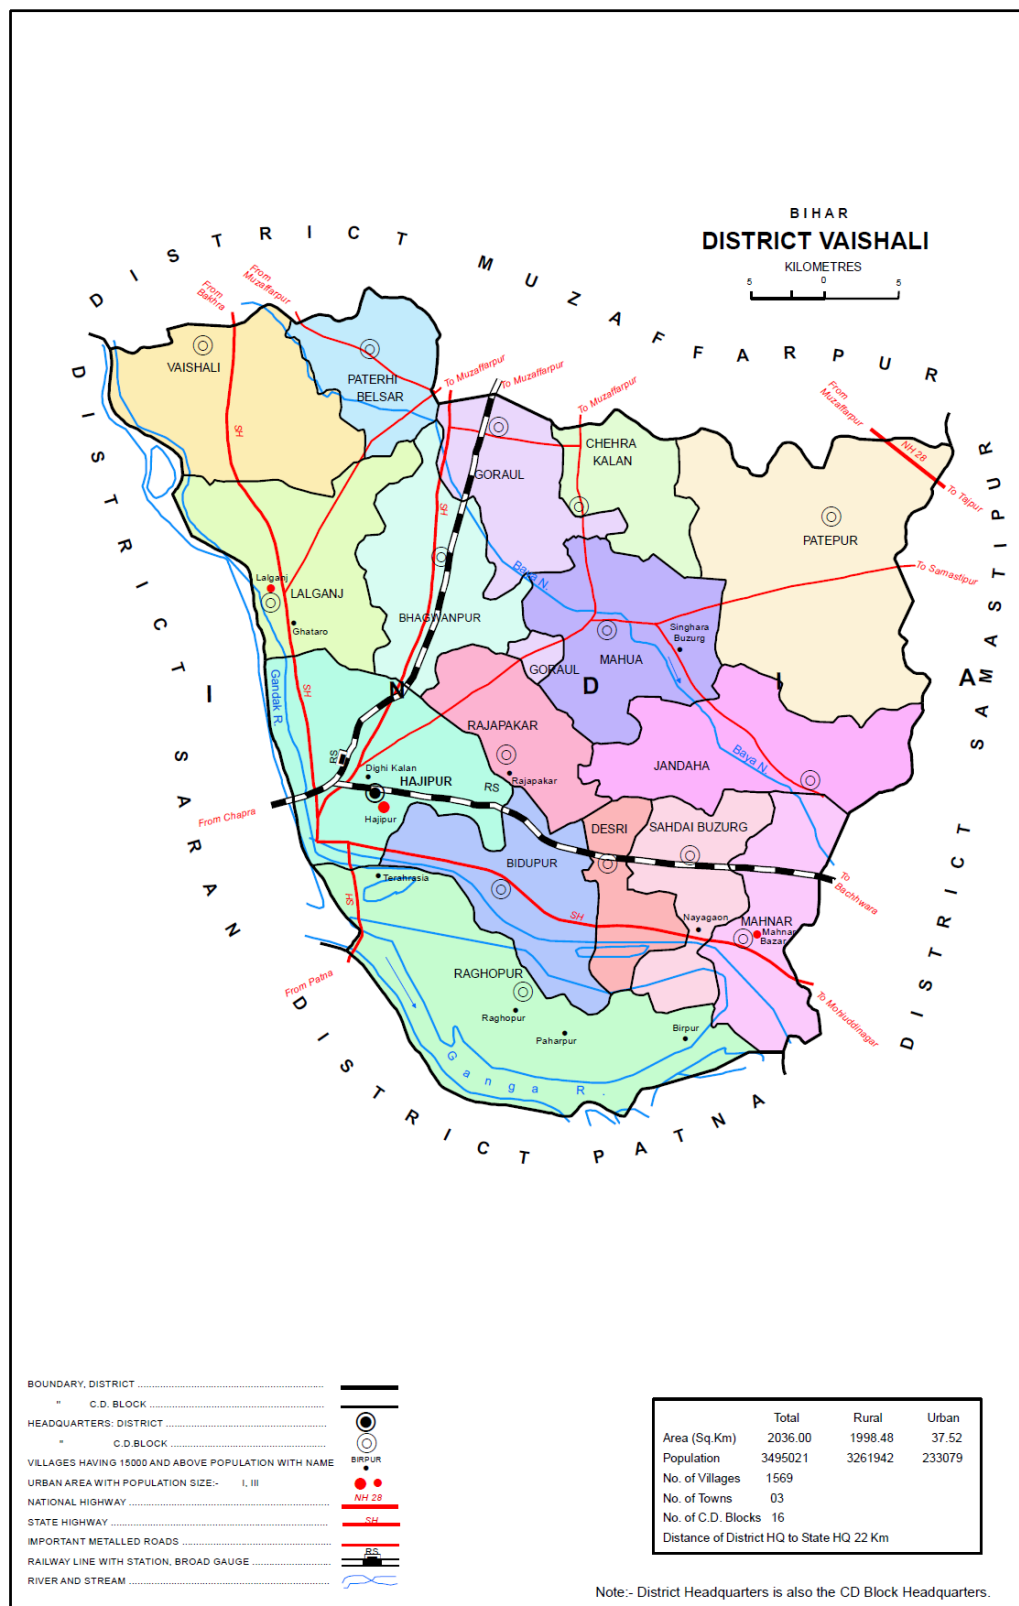 BIHAR
DISTRICT VAISHALI
KILOMETRES
5 0 5
DISTRICT MUZAFFARPUR
DISTRICT SARAN
DISTRICT PATNA
DISTRICT SAMASTIPUR
INDIA
From Bakhra
From Muzaffarpur
To Muzaffarpur
To Muzaffarpur
To Muzaffarpur
From Muzaffarpur
NH 28
To Tajpur
To Samastipur
VAISHALI
PATERHI
BELSAR
SH
SH
GORAUL
CHEHRA
KALAN
PATEPUR
Baya N.
Lalganj
LALGANJ
Ghataro
BHAGWANPUR
Singhara
Buzurg
MAHUA
GORAUL
Gandak R.
SH
RAJAPAKAR
Rajapakar
JANDAHA
Baya N.
RS
Dighi Kalan
HAJIPUR
RS
Hajipur
From Chapra
DESRI
SAHDAI BUZURG
BIDUPUR
Terahrasia
SH
SH
To Bachhwara
Nayagaon
MAHNAR
Mahnar
Bazar
From Patna
RAGHOPUR
Raghopur
Paharpur
Birpur
To Mohiuddinagar
Ganga R.
BOUNDARY, DISTRICT
" C.D. BLOCK
HEADQUARTERS: DISTRICT
" C.D.BLOCK
VILLAGES HAVING 15000 AND ABOVE POPULATION WITH NAME BIRPUR
URBAN AREA WITH POPULATION SIZE:- I, III
NATIONAL HIGHWAY NH 28
STATE HIGHWAY SH
IMPORTANT METALLED ROADS
RAILWAY LINE WITH STATION, BROAD GAUGE RS
RIVER AND STREAM
Total Rural Urban
Area (Sq.Km) 2036.00 1998.48 37.52
Population 3495021 3261942 233079
No. of Villages 1569
No. of Towns 03
No. of C.D. Blocks 16
Distance of District HQ to State HQ 22 Km
Note:- District Headquarters is also the CD Block Headquarters.